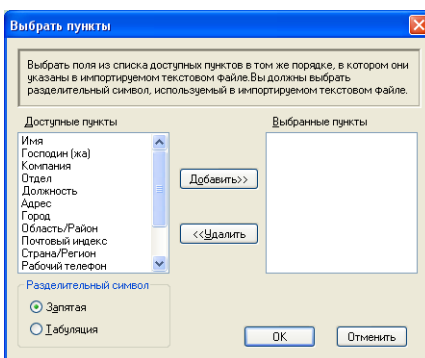 Выбрать пункты
Выбрать поля из списка доступных пунктов в том же порядке, в котором они
указаны в импортируемом текстовом файле.Вы должны выбрать
разделительный символ, используемый в импортируемом текстовом файле.
Доступные пункты
Выбранные пункты
Имя
Господин (жа)
Компания
Отдел
Должность
Адрес
Город
Область/Район
Почтовый индекс
Страна/Регион
Рабочий телефон
Добавить>>
<<Удалить
Разделительный символ
Запятая
Табуляция
OK
Отменить